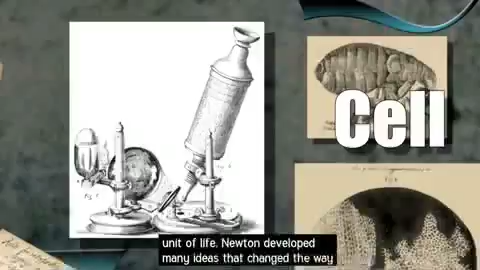 Cell
unit of life. Newton developed
many ideas that changed the way